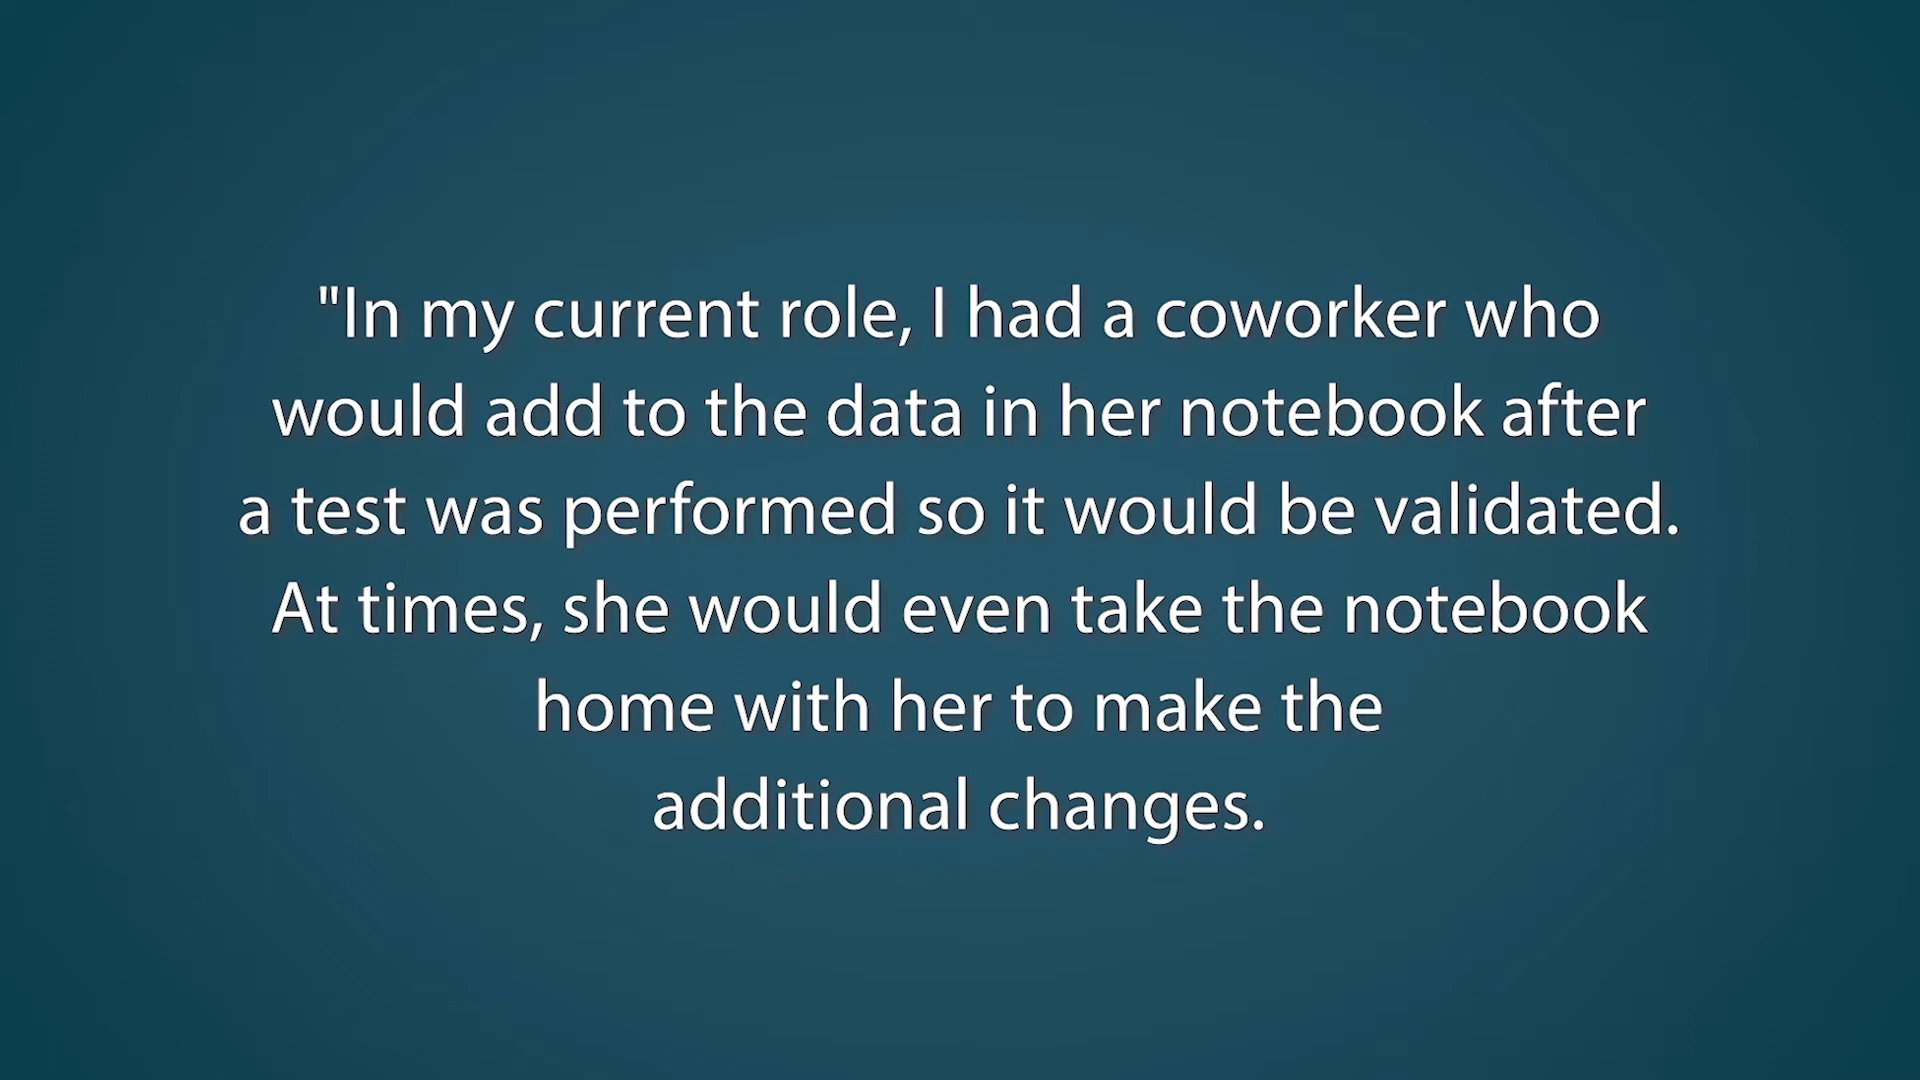 "In my current role, I had a coworker who
would add to the data in her notebook after
a test was performed so it would be validated.
At times, she would even take the notebook
home with her to make the
additional changes.